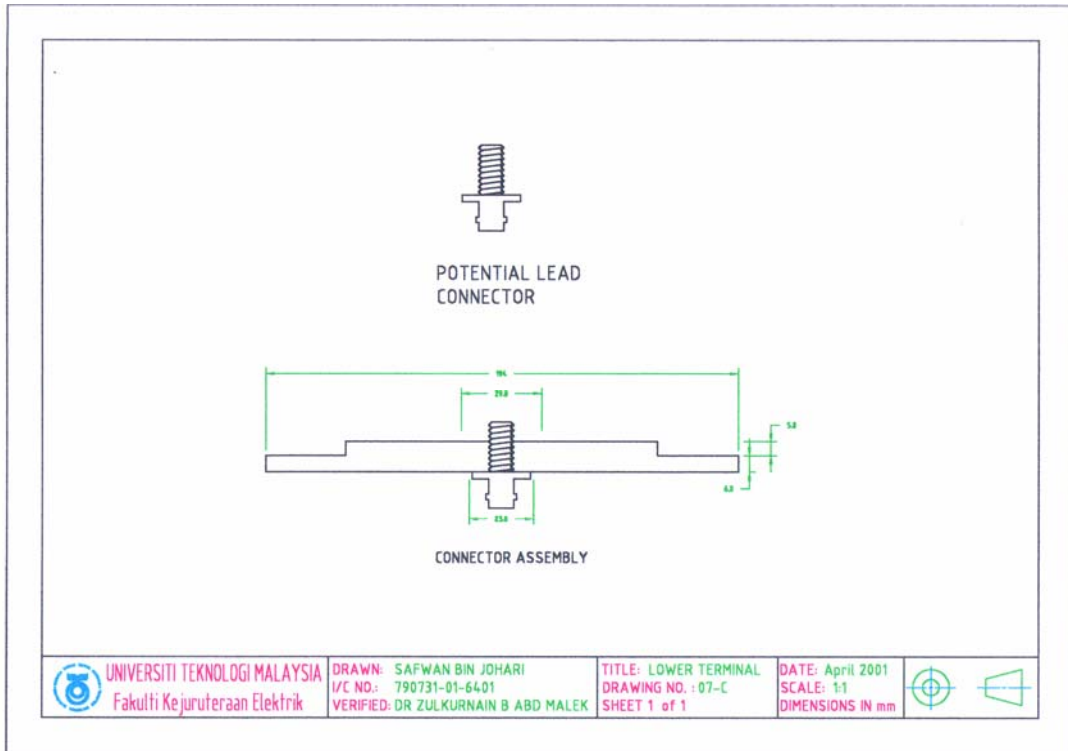 POTENTIAL LEAD
CONNECTOR
5.0
CONNECTOR ASSEMBLY
UNIVERSITI TEKNOLOGI MALAYSIA
Fakulti Kejuruteraan Elektrik
DRAWN: SAFWAN BIN JOHARI
I/C NO.: 790731-01-6401
VERIFIED: DR ZULKURNAIN B ABD MALEK
TITLE: LOWER TERMINAL
DRAWING NO. : 07-C
SHEET 1 of 1
DATE: April 2001
SCALE: 1:1
DIMENSIONS IN mm